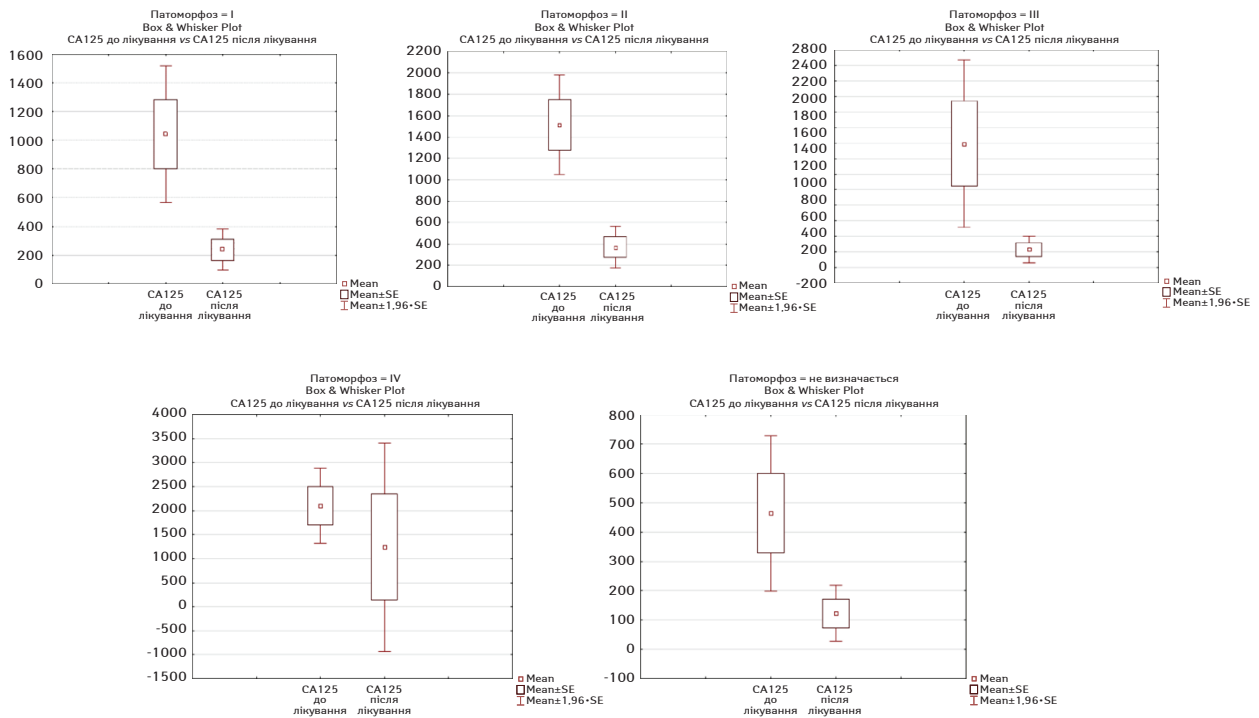 Патоморфоз = I
Box & Whisker Plot
CA125 до лікування vs CA125 після лікування
1600
1400
1200
1000
800
600
400
200
0
CA125 до лікування
CA125 після лікування
Mean
Mean±SE
Mean±1,96•SE
Патоморфоз = II
Box & Whisker Plot
CA125 до лікування vs CA125 після лікування
2200
2000
1800
1600
1400
1200
1000
800
600
400
200
0
CA125 до лікування
CA125 після лікування
Mean
Mean±SE
Mean±1,96•SE
Патоморфоз = III
Box & Whisker Plot
CA125 до лікування vs CA125 після лікування
2800
2600
2400
2200
2000
1800
1600
1400
1200
1000
800
600
400
200
0
-200
CA125 до лікування
CA125 після лікування
Mean
Mean±SE
Mean±1,96•SE
Патоморфоз = IV
Box & Whisker Plot
CA125 до лікування vs CA125 після лікування
4000
3500
3000
2500
2000
1500
1000
500
0
-500
-1000
-1500
CA125 до лікування
CA125 після лікування
Mean
Mean±SE
Mean±1,96•SE
Патоморфоз = не визначається
Box & Whisker Plot
CA125 до лікування vs CA125 після лікування
800
700
600
500
400
300
200
100
0
-100
CA125 до лікування
CA125 після лікування
Mean
Mean±SE
Mean±1,96•SE